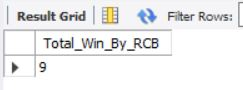 Result Grid Filter Rows:
Total_Win_By_RCB
9